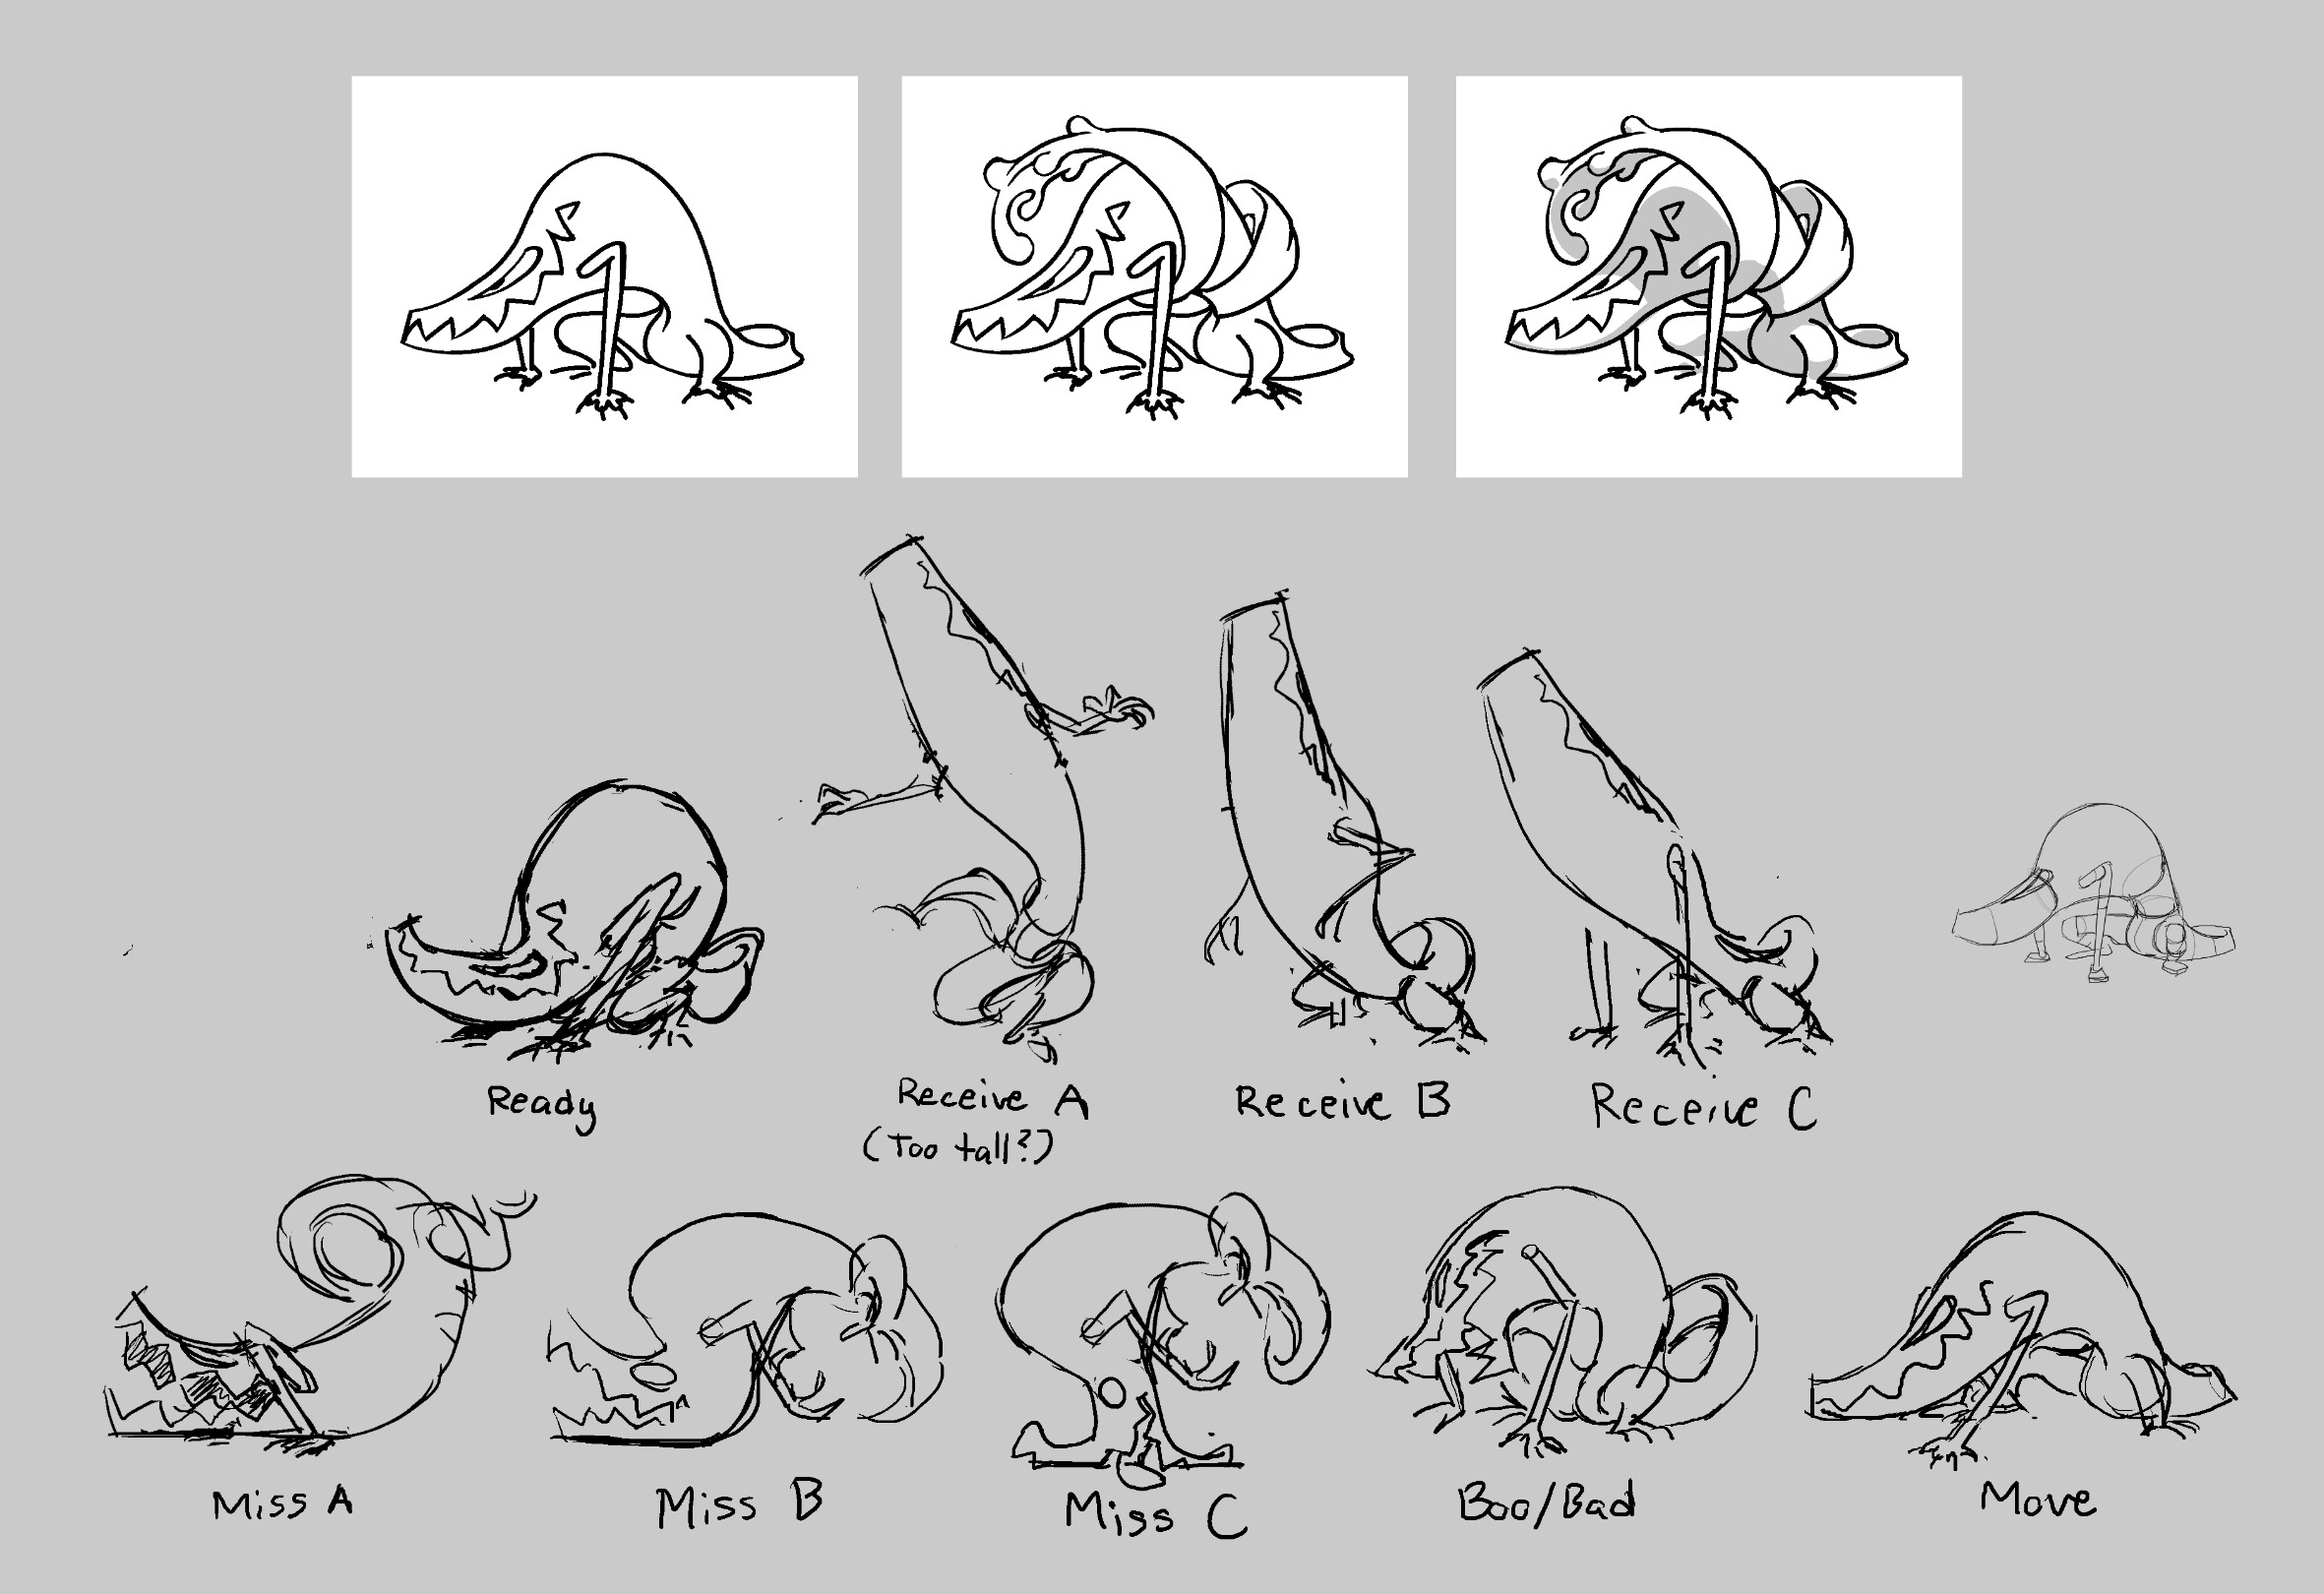 Ready
Receive A
(Too tall?)
Receive B
Receive C
Miss A
Miss B
Miss C
Boo/Bad
Move